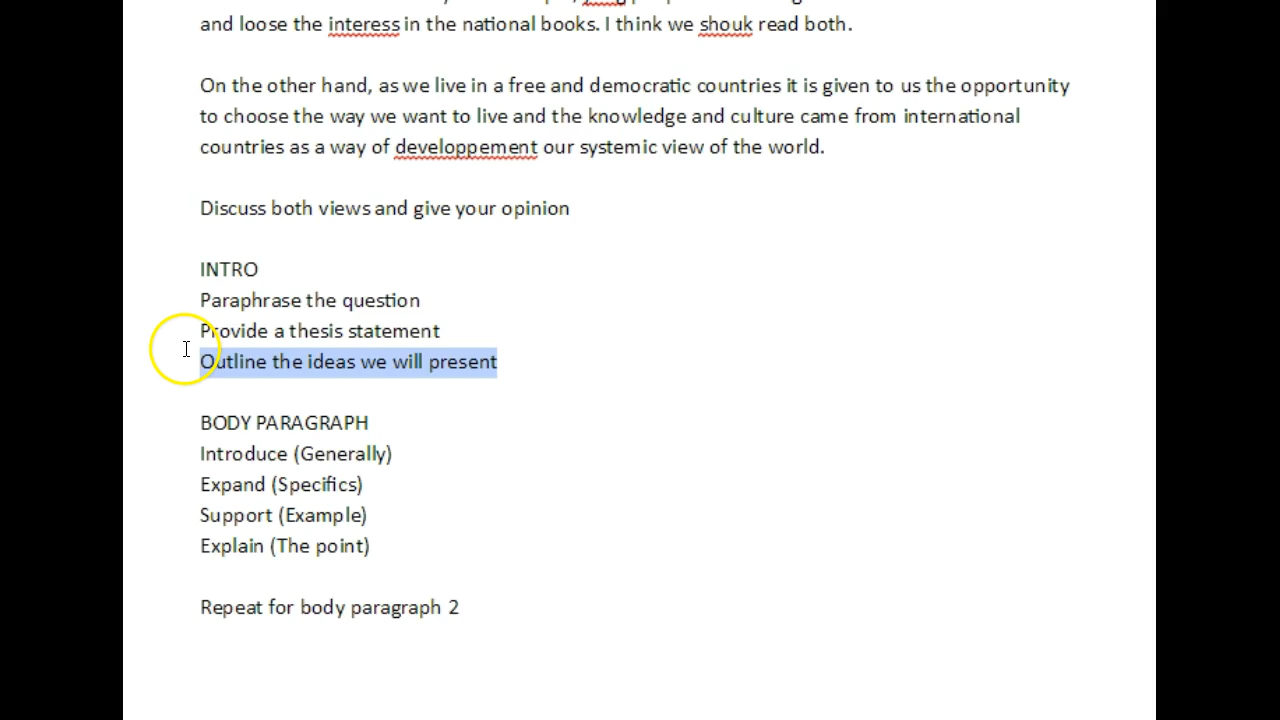 and loose the interess in the national books. I think we shouk read both.
On the other hand, as we live in a free and democratic countries it is given to us the opportunity
to choose the way we want to live and the knowledge and culture came from international
countries as a way of developpement our systemic view of the world.
Discuss both views and give your opinion
INTRO
Paraphrase the question
Provide a thesis statement
Outline the ideas we will present
BODY PARAGRAPH
Introduce (Generally)
Expand (Specifics)
Support (Example)
Explain (The point)
Repeat for body paragraph 2